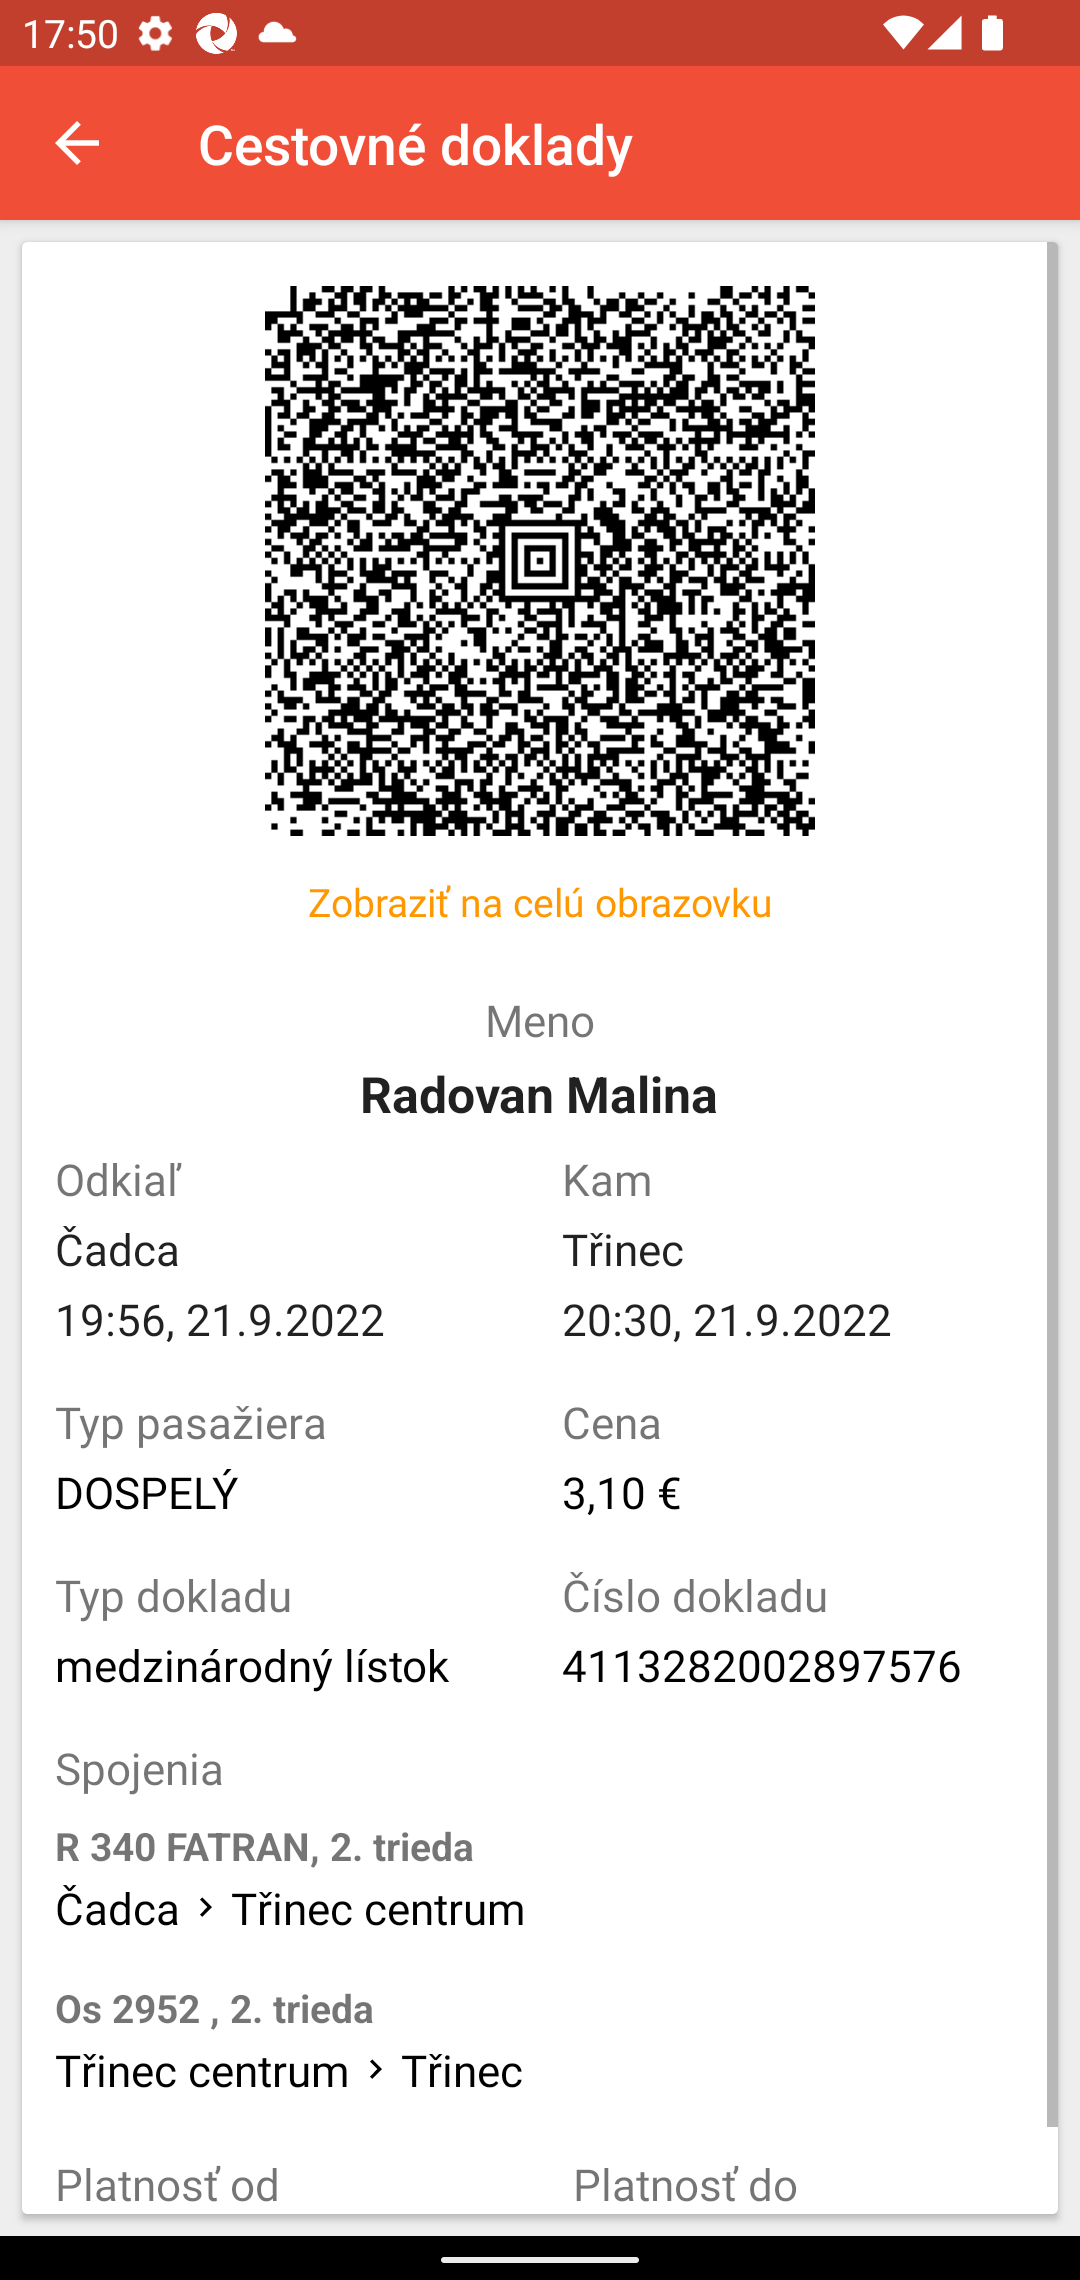 17:50
Cestovné doklady
Zobraziť na celú obrazovku
Meno
Radovan Malina
Odkiaľ Kam
Čadca Třinec
19:56, 21.9.2022 20:30, 21.9.2022
Typ pasažiera Cena
DOSPELÝ 3,10 €
Typ dokladu Číslo dokladu
medzinárodný lístok 4113282002897576
Spojenia
R 340 FATRAN, 2. trieda
Čadca > Třinec centrum
Os 2952 , 2. trieda
Třinec centrum > Třinec
Platnosť od Platnosť do